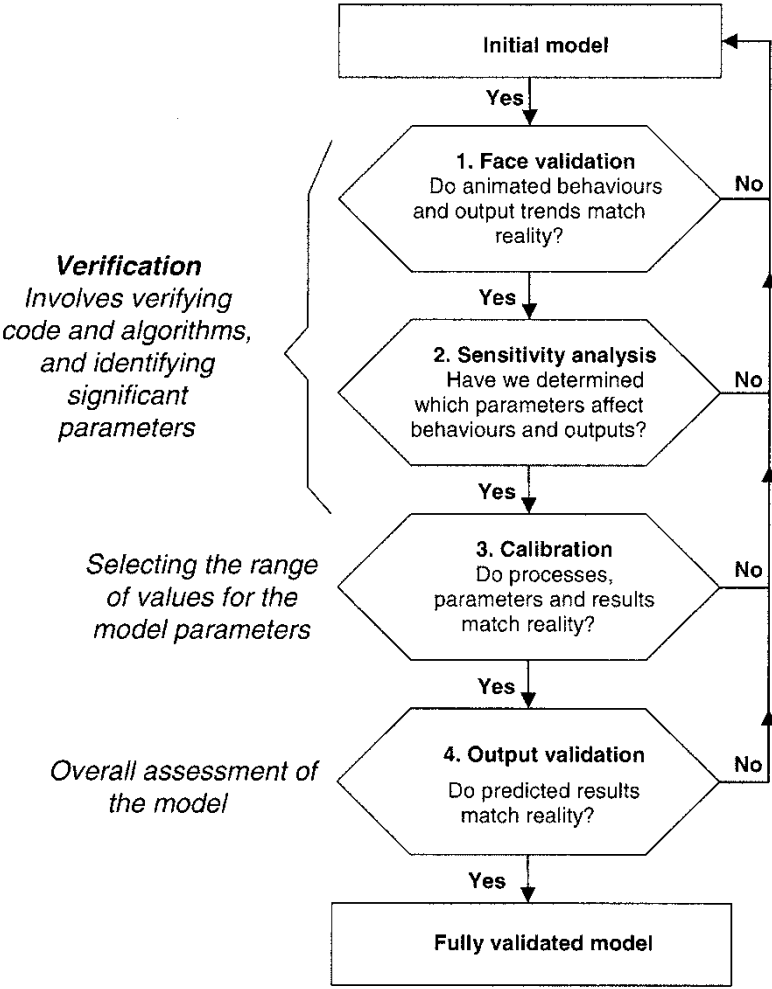 Initial model
Yes
1. Face validation
Do animated behaviours
and output trends match
reality?
No
Verification
Involves verifying
code and algorithms,
and identifying
significant
parameters
Yes
2. Sensitivity analysis
Have we determined
which parameters affect
behaviours and outputs?
No
Yes
3. Calibration
Do processes,
parameters and results
match reality?
No
Selecting the range
of values for the
model parameters
Yes
4. Output validation
Do predicted results
match reality?
No
Overall assessment of
the model
Yes
Fully validated model